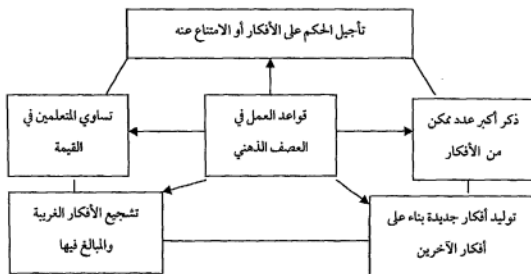 تأجيل الحكم على الأفكار أو الامتناع عنه
ذكر أكبر عدد ممكن
من الأفكار
قواعد العمل في
العصف الذهني
تساوي المتعلمين في
القيمة
توليد أفكار جديدة بناء على
أفكار الآخرين
تشجيع الأفكار الغريبة
والمبالغ فيها